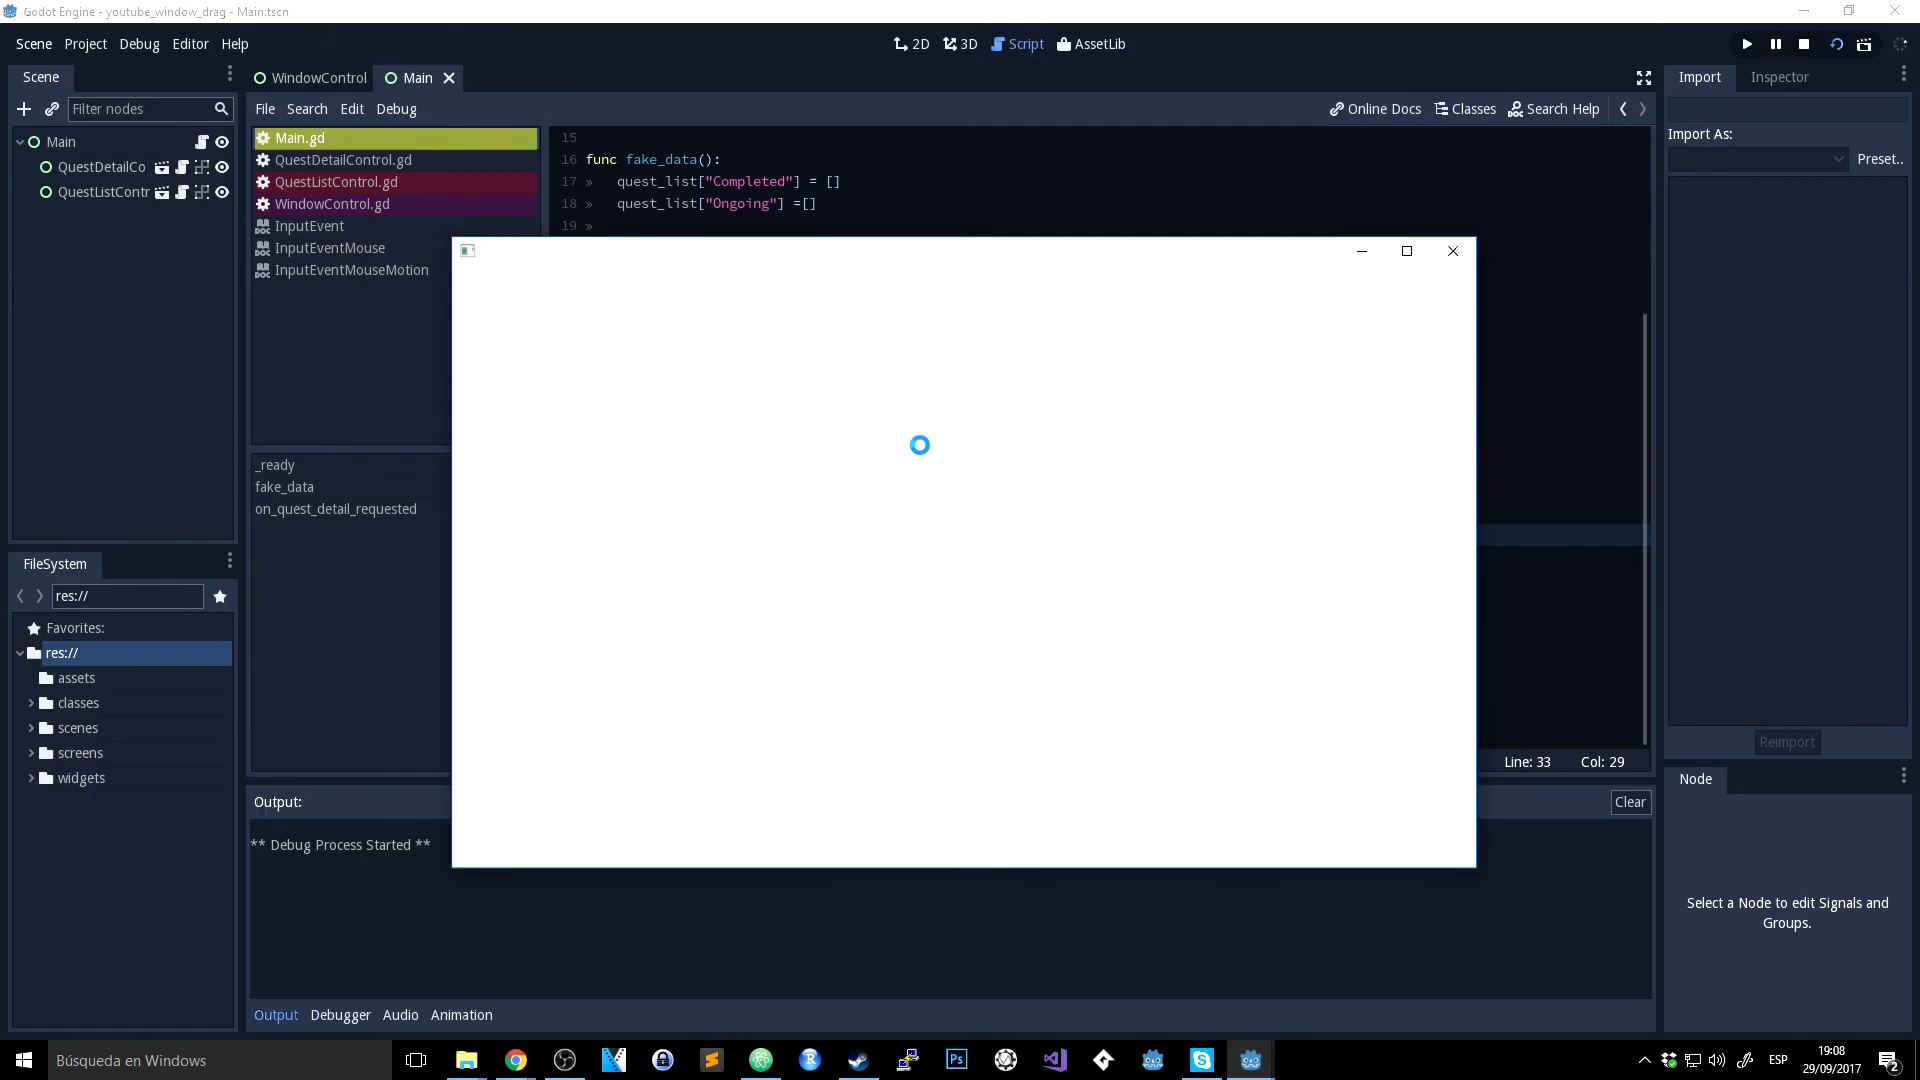 Godot Engine - youtube_window_drag - Main.tscn
Scene Project Debug Editor Help
2D 3D Script AssetLib
Scene
Filter nodes
Main
QuestDetailCo
QuestListContr
FileSystem
res://
Favorites:
res://
assets
classes
scenes
screens
widgets
WindowControl Main
File Search Edit Debug
Online Docs Classes Search Help
Main.gd
QuestDetailControl.gd
QuestListControl.gd
WindowControl.gd
InputEvent
InputEventMouse
InputEventMouseMotion
_ready
fake_data
on_quest_detail_requested
15
16 func fake_data():
17 » quest_list["Completed"] = []
18 » quest_list["Ongoing"] =[]
19 »
Line: 33 Col: 29
Output:
Clear
** Debug Process Started **
Output Debugger Audio Animation
Import Inspector
Import As:
Preset..
Reimport
Node
Select a Node to edit Signals and
Groups.
Búsqueda en Windows
Ps
ESP
19:08
29/09/2017
2